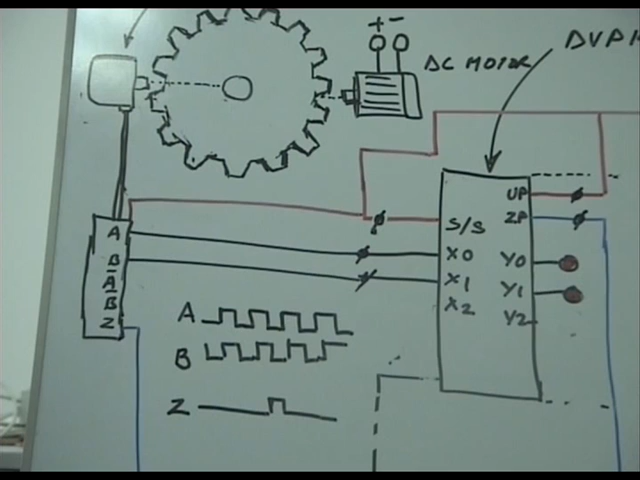 + -
DC MOTOR
DVP
UP
ZP
S/S
X0
X1
X2
Y0
Y1
Y2
A
B
A̅
B̅
Z
A
B
Z